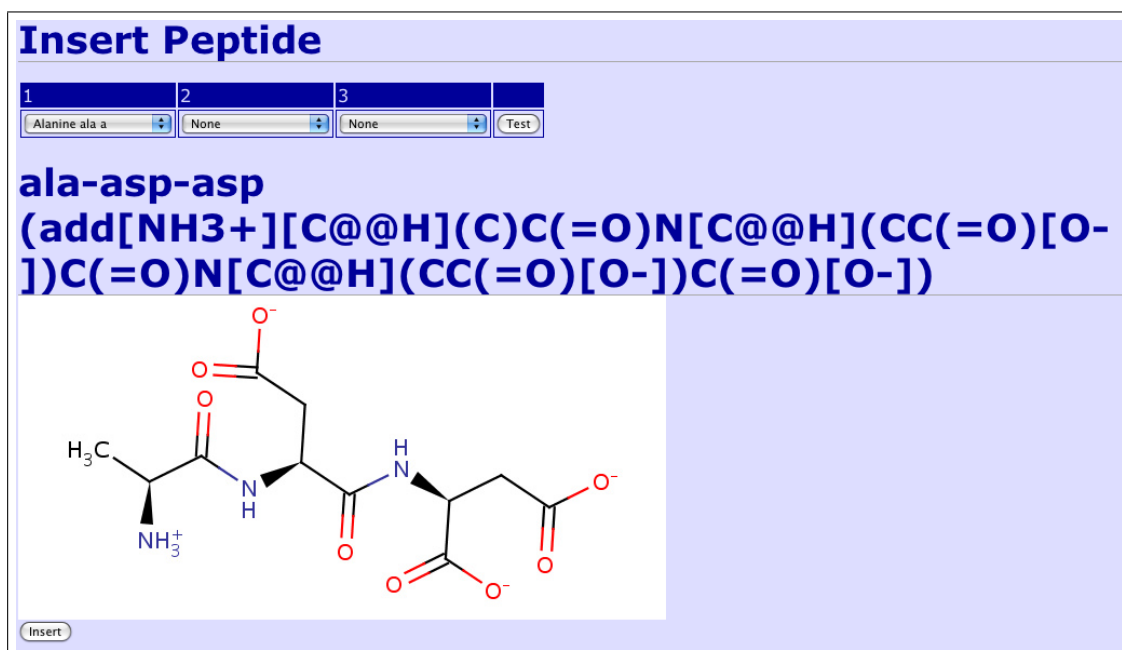 Insert Peptide
1 2 3
Alanine ala a None None Test
ala-asp-asp
(add[NH3+][C@@H](C)C(=O)N[C@@H](CC(=O)[O-
])C(=O)N[C@@H](CC(=O)[O-])C(=O)[O-])
O⁻
O
O
H₃C
H
N
O⁻
N
H
NH₃⁺
O
O
O
O⁻
Insert